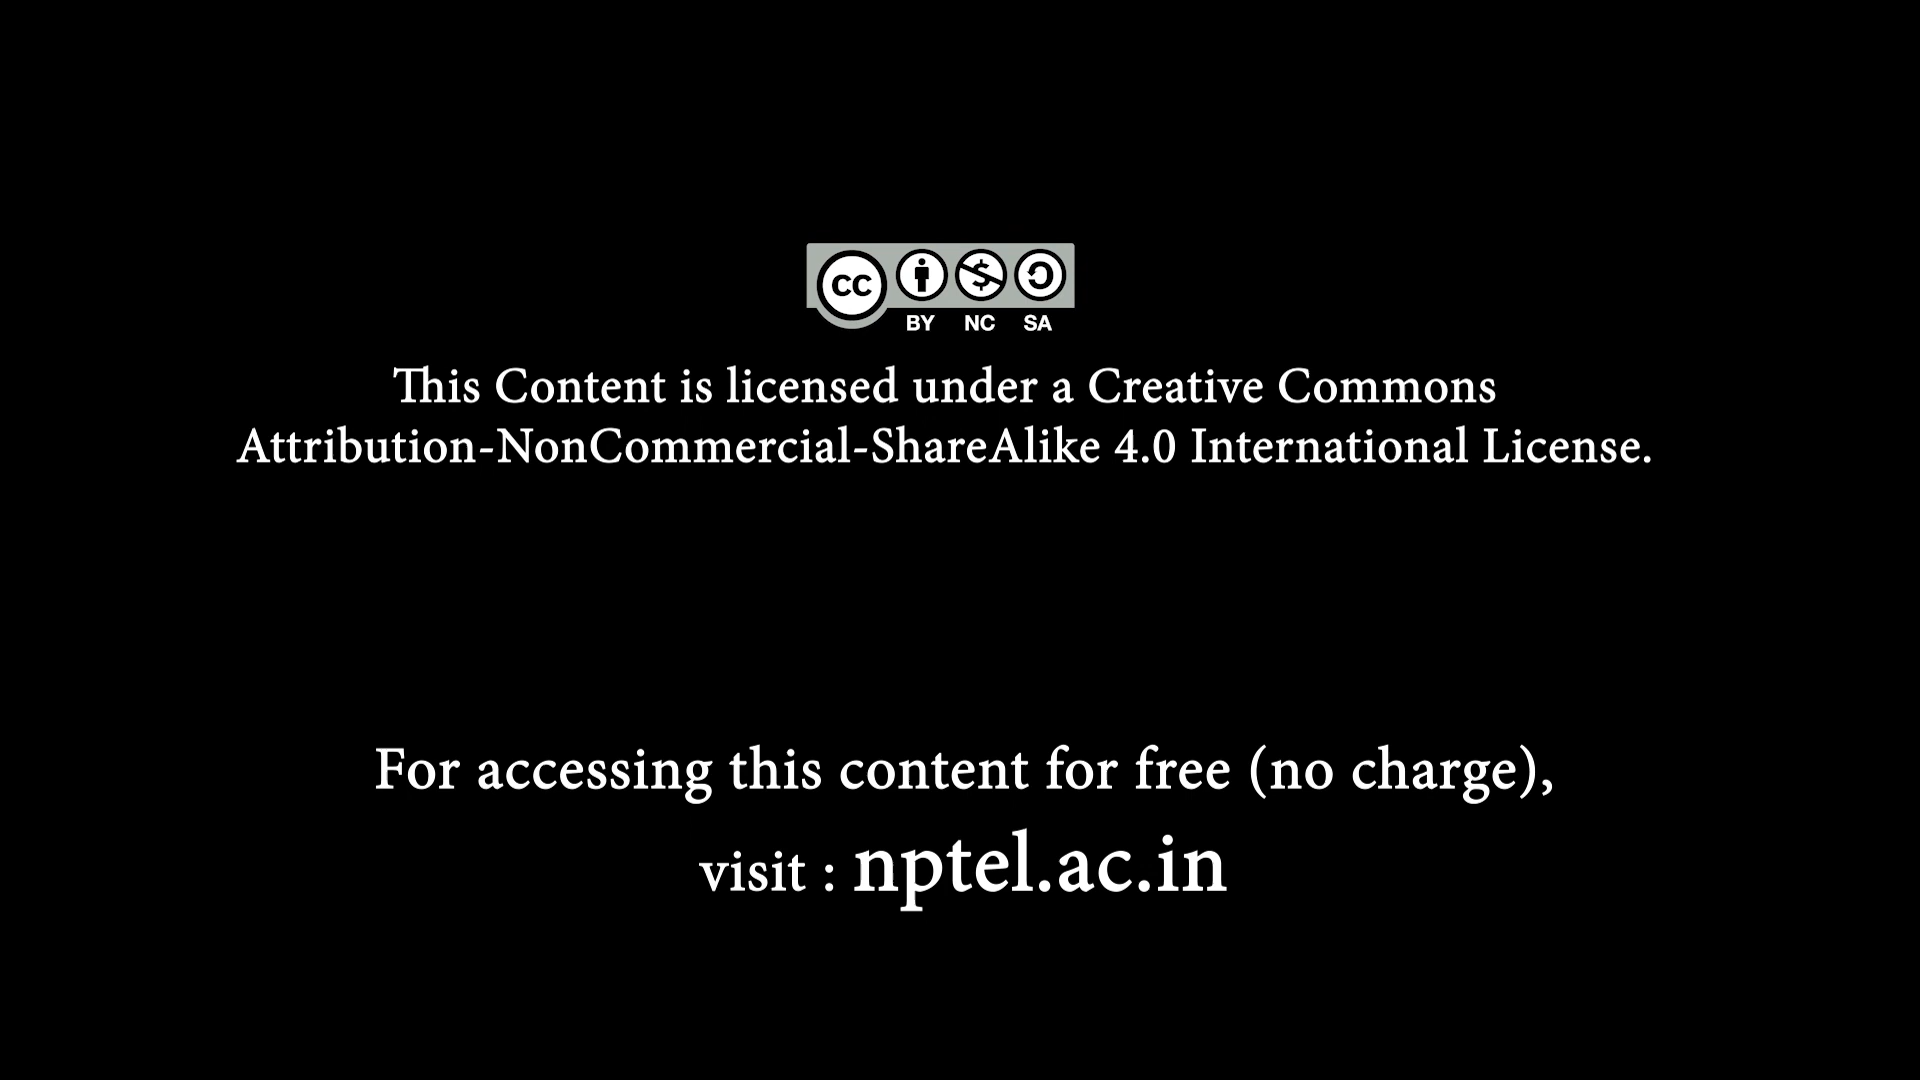 cc BY NC SA
This Content is licensed under a Creative Commons
Attribution-NonCommercial-ShareAlike 4.0 International License.
For accessing this content for free (no charge),
visit : nptel.ac.in